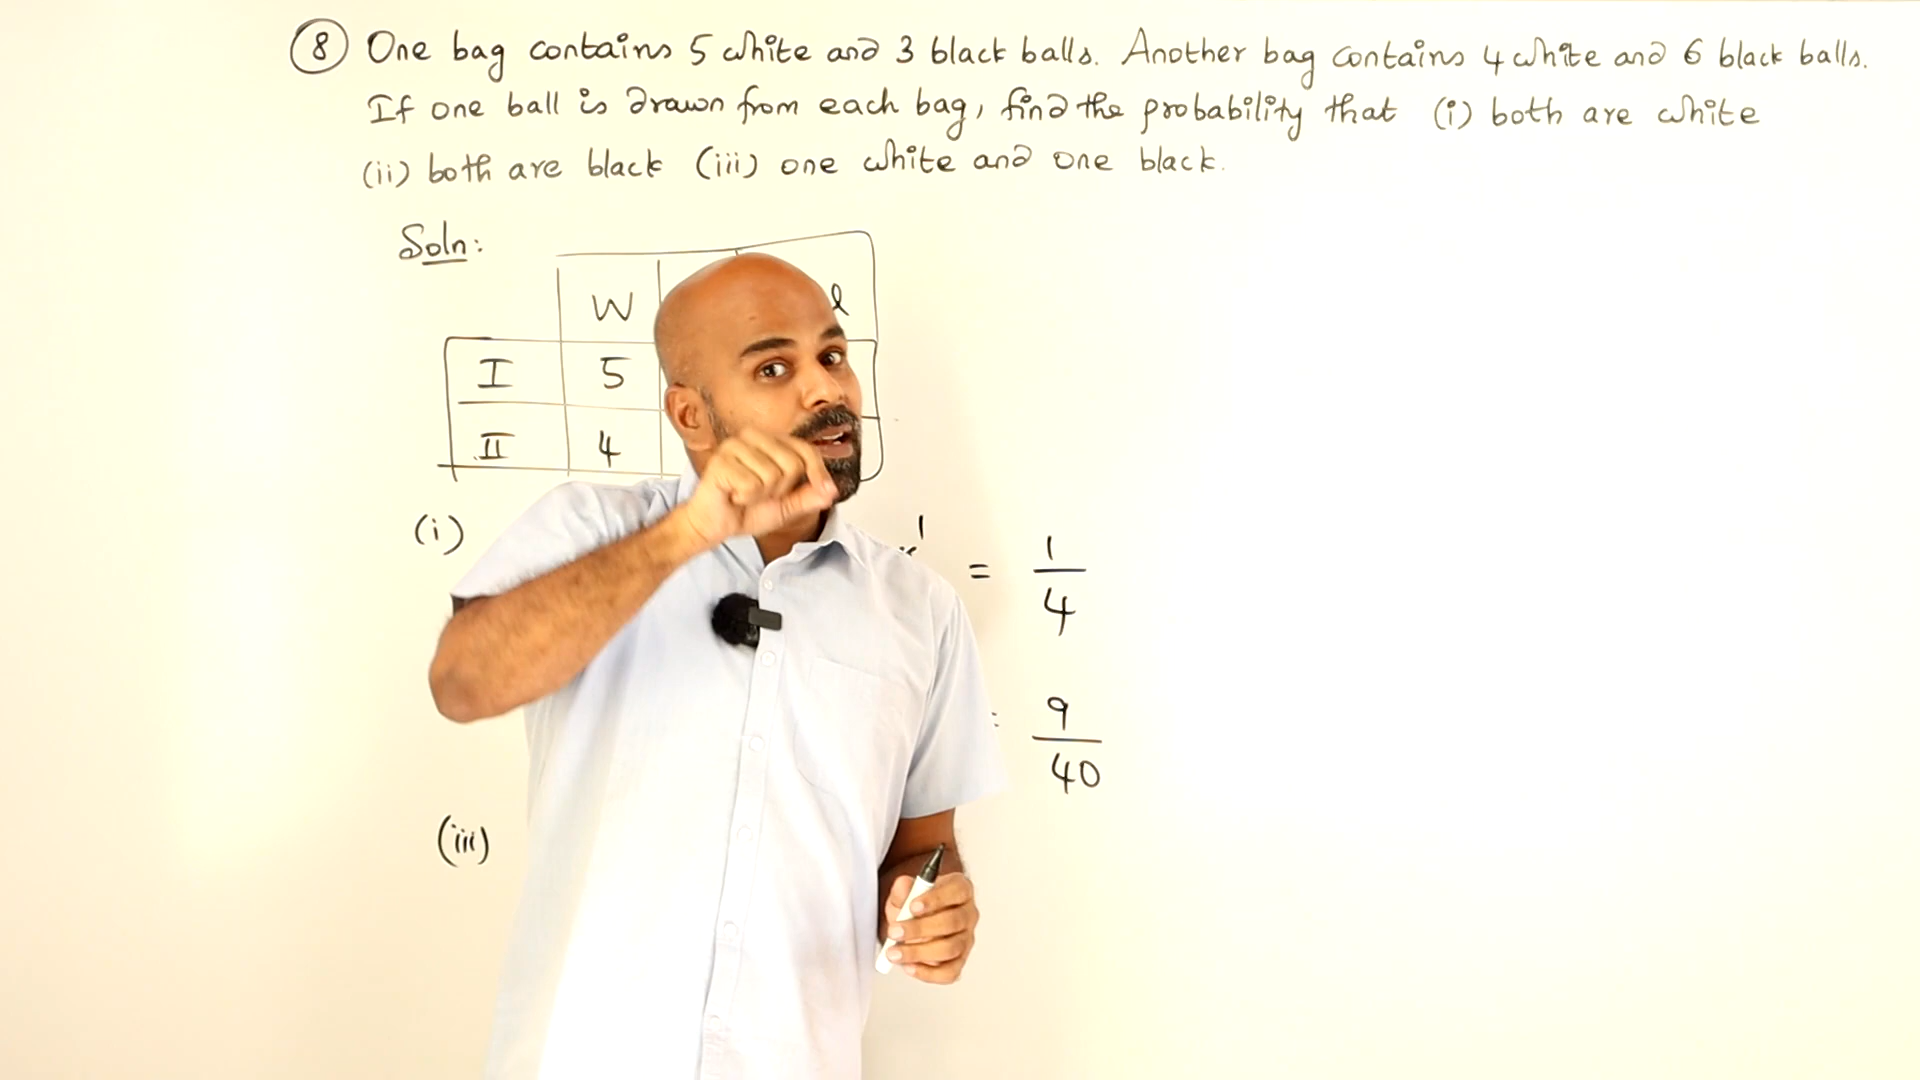 8 One bag contains 5 white and 3 black balls. Another bag contains 4 white and 6 black balls.
If one ball is drawn from each bag, find the probability that (i) both are white
(ii) both are black (iii) one white and one black.
Soln:
W l
I 5
II 4
(i) 1 = 1/4
= 9/40
(iii)